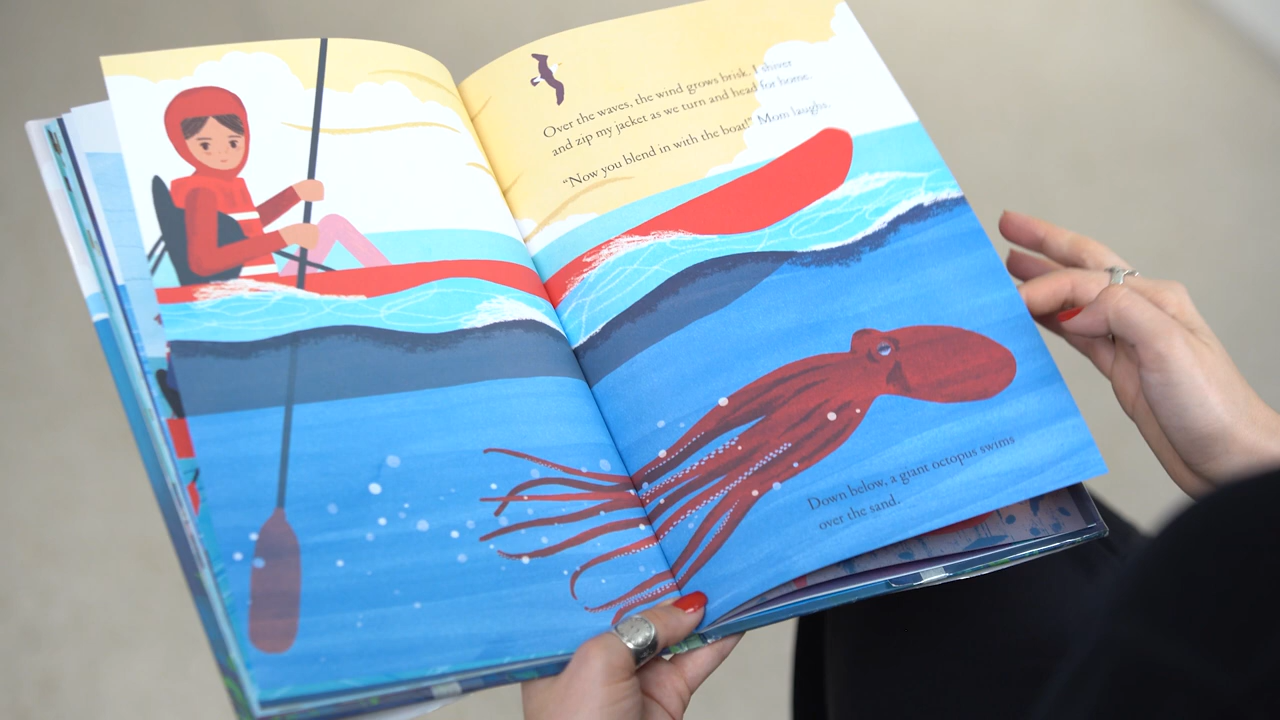 Over the waves, the wind grows brisk. I shiver
and zip my jacket as we turn and head for home.
“Now you blend in with the boat!” Mom laughs.
Down below, a giant octopus swims
over the sand.